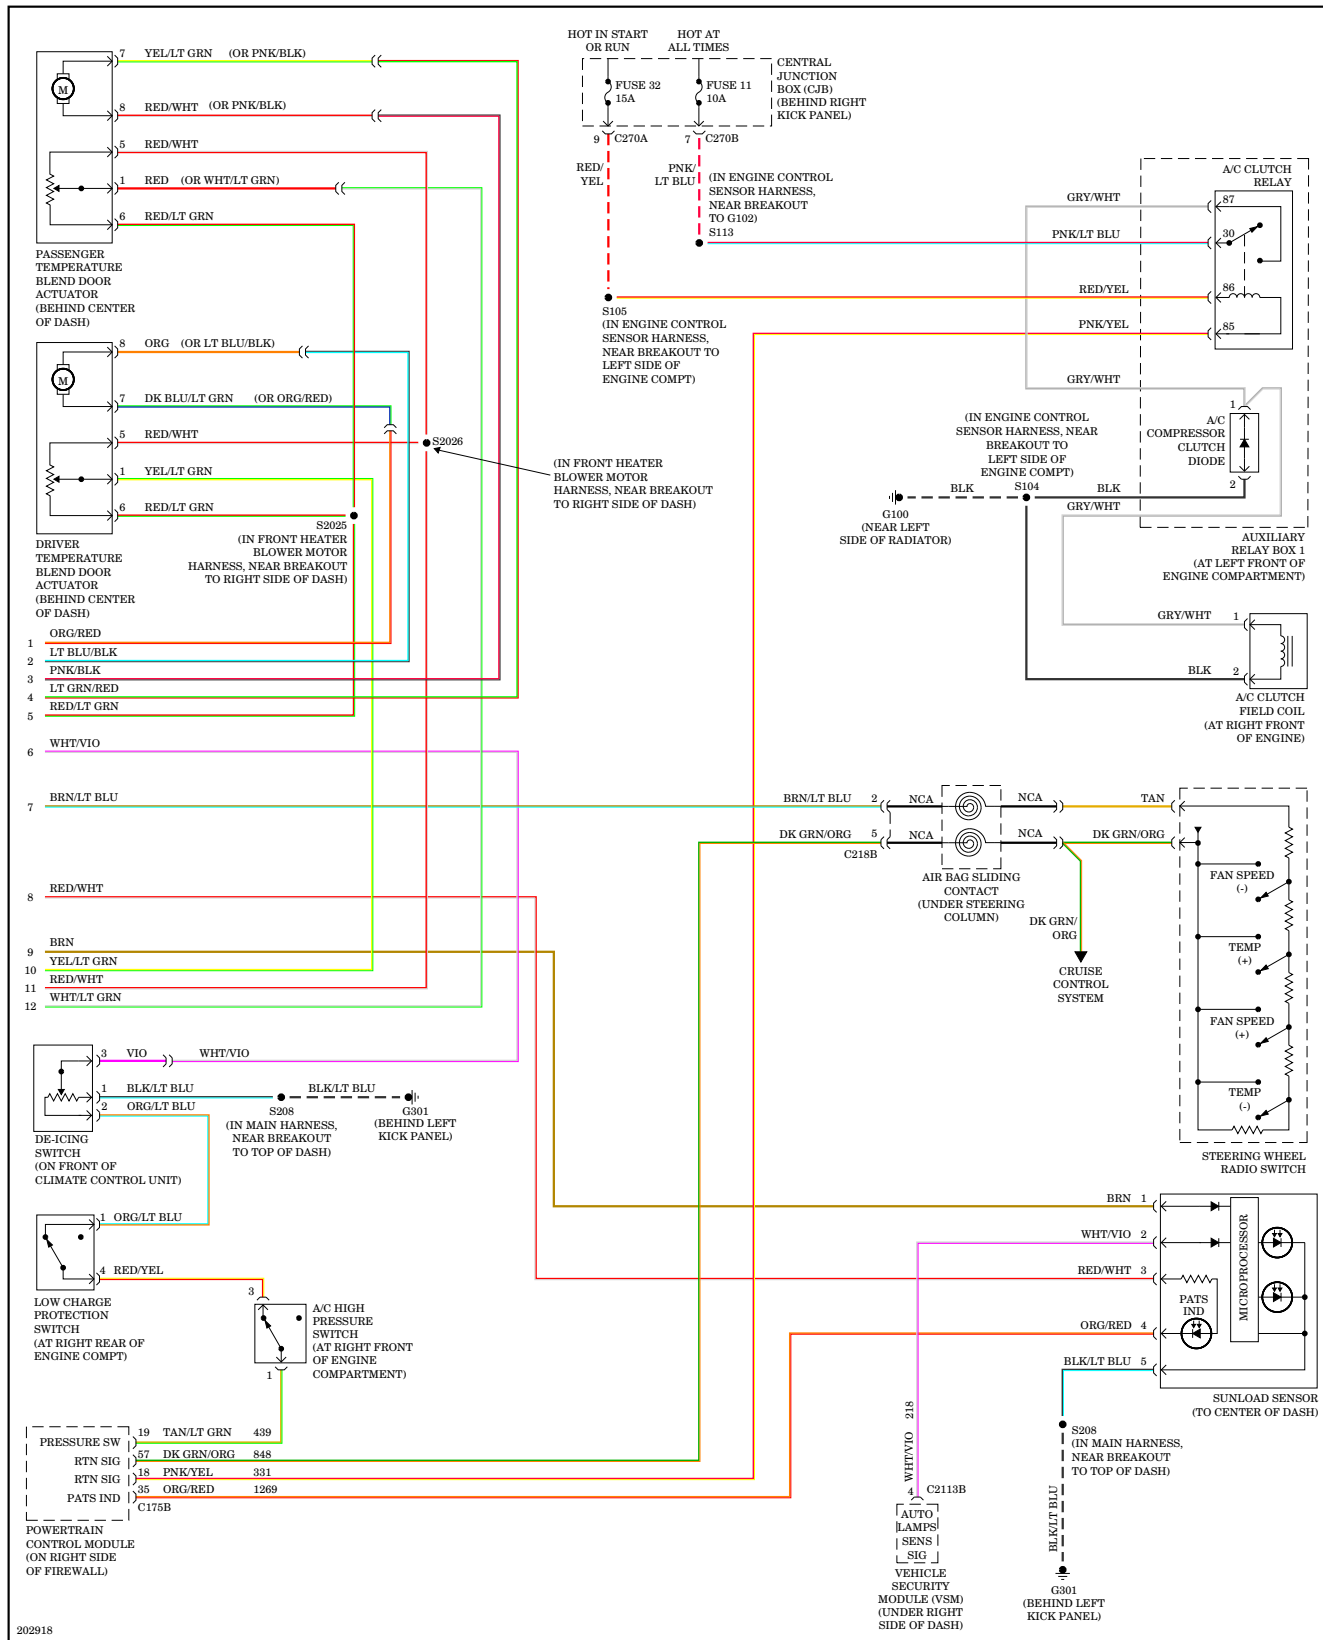 7 YEL/LT GRN (OR PNK/BLK)
M
8 RED/WHT (OR PNK/BLK)
5 RED/WHT
1 RED (OR WHT/LT GRN)
6 RED/LT GRN
PASSENGER
TEMPERATURE
BLEND DOOR
ACTUATOR
(BEHIND CENTER
OF DASH)
8 ORG (OR LT BLU/BLK)
M
7 DK BLU/LT GRN (OR ORG/RED)
5 RED/WHT
1 YEL/LT GRN
6 RED/LT GRN
DRIVER
TEMPERATURE
BLEND DOOR
ACTUATOR
(BEHIND CENTER
OF DASH)
S2025
(IN FRONT HEATER
BLOWER MOTOR
HARNESS, NEAR BREAKOUT
TO RIGHT SIDE OF DASH)
S2026
(IN FRONT HEATER
BLOWER MOTOR
HARNESS, NEAR BREAKOUT
TO RIGHT SIDE OF DASH)
HOT IN START
OR RUN
HOT AT
ALL TIMES
FUSE 32
15A
FUSE 11
10A
CENTRAL
JUNCTION
BOX (CJB)
(BEHIND RIGHT
KICK PANEL)
9 C270A
7 C270B
RED/
YEL
PNK/
LT BLU
(IN ENGINE CONTROL
SENSOR HARNESS,
NEAR BREAKOUT
TO G102)
S113
S105
(IN ENGINE CONTROL
SENSOR HARNESS,
NEAR BREAKOUT TO
LEFT SIDE OF
ENGINE COMPT)
A/C CLUTCH
RELAY
GRY/WHT 87
PNK/LT BLU 30
RED/YEL 86
PNK/YEL 85
GRY/WHT
1
A/C
COMPRESSOR
CLUTCH
DIODE
2
(IN ENGINE CONTROL
SENSOR HARNESS, NEAR
BREAKOUT TO
LEFT SIDE OF
ENGINE COMPT)
BLK S104 BLK
G100
(NEAR LEFT
SIDE OF RADIATOR)
GRY/WHT
AUXILIARY
RELAY BOX 1
(AT LEFT FRONT OF
ENGINE COMPARTMENT)
GRY/WHT 1
BLK 2
A/C CLUTCH
FIELD COIL
(AT RIGHT FRONT
OF ENGINE)
1 ORG/RED
2 LT BLU/BLK
3 PNK/BLK
4 LT GRN/RED
5 RED/LT GRN
6 WHT/VIO
7 BRN/LT BLU
8 RED/WHT
9 BRN
10 YEL/LT GRN
11 RED/WHT
12 WHT/LT GRN
BRN/LT BLU 2 NCA NCA TAN
DK GRN/ORG 5 NCA NCA DK GRN/ORG
C218B
AIR BAG SLIDING
CONTACT
(UNDER STEERING
COLUMN)
DK GRN/
ORG
CRUISE
CONTROL
SYSTEM
FAN SPEED
(-)
TEMP
(+)
FAN SPEED
(+)
TEMP
(-)
STEERING WHEEL
RADIO SWITCH
3 VIO WHT/VIO
1 BLK/LT BLU BLK/LT BLU
2 ORG/LT BLU
S208
(IN MAIN HARNESS,
NEAR BREAKOUT
TO TOP OF DASH)
G301
(BEHIND LEFT
KICK PANEL)
DE-ICING
SWITCH
(ON FRONT OF
CLIMATE CONTROL UNIT)
1 ORG/LT BLU
4 RED/YEL
LOW CHARGE
PROTECTION
SWITCH
(AT RIGHT REAR OF
ENGINE COMPT)
3
A/C HIGH
PRESSURE
SWITCH
(AT RIGHT FRONT
OF ENGINE
COMPARTMENT)
1
BRN 1
WHT/VIO 2
RED/WHT 3
ORG/RED 4
BLK/LT BLU 5
MICROPROCESSOR
PATS
IND
SUNLOAD SENSOR
(TO CENTER OF DASH)
S208
(IN MAIN HARNESS,
NEAR BREAKOUT
TO TOP OF DASH)
BLK/LT BLU
G301
(BEHIND LEFT
KICK PANEL)
PRESSURE SW 19 TAN/LT GRN 439
RTN SIG 57 DK GRN/ORG 848
RTN SIG 18 PNK/YEL 331
PATS IND 35 ORG/RED 1269
C175B
POWERTRAIN
CONTROL MODULE
(ON RIGHT SIDE
OF FIREWALL)
WHT/VIO 218
4 C2113B
AUTO
LAMPS
SENS
SIG
VEHICLE
SECURITY
MODULE (VSM)
(UNDER RIGHT
SIDE OF DASH)
202918